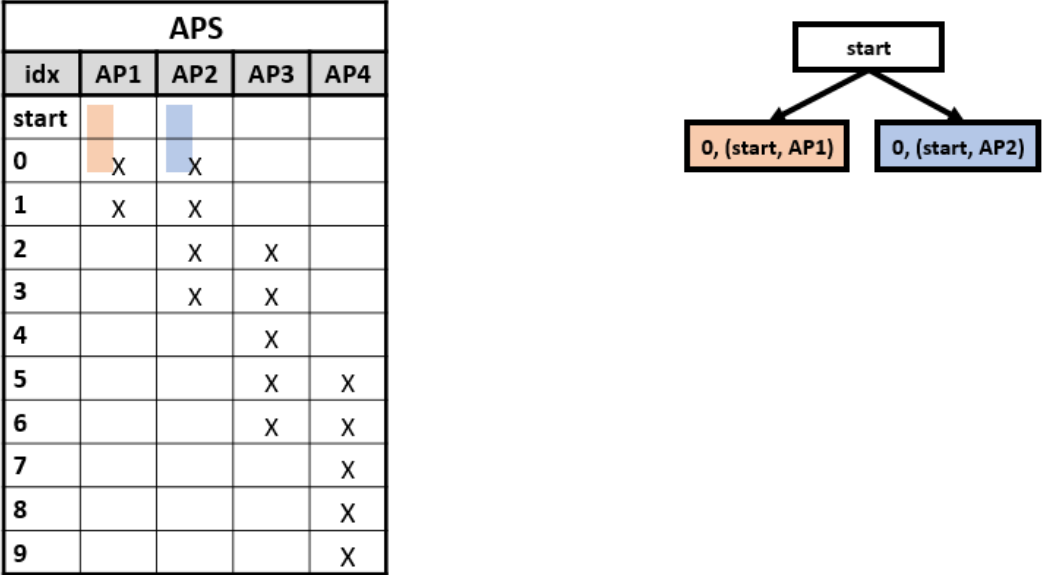 APS
idx AP1 AP2 AP3 AP4
start
0 X X
1 X X
2 X X
3 X X
4 X
5 X X
6 X X
7 X
8 X
9 X
start
0, (start, AP1) 0, (start, AP2)